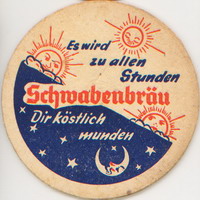 Es wird
zu allen
Stunden
Schwabenbräu
Dir köstlich
munden